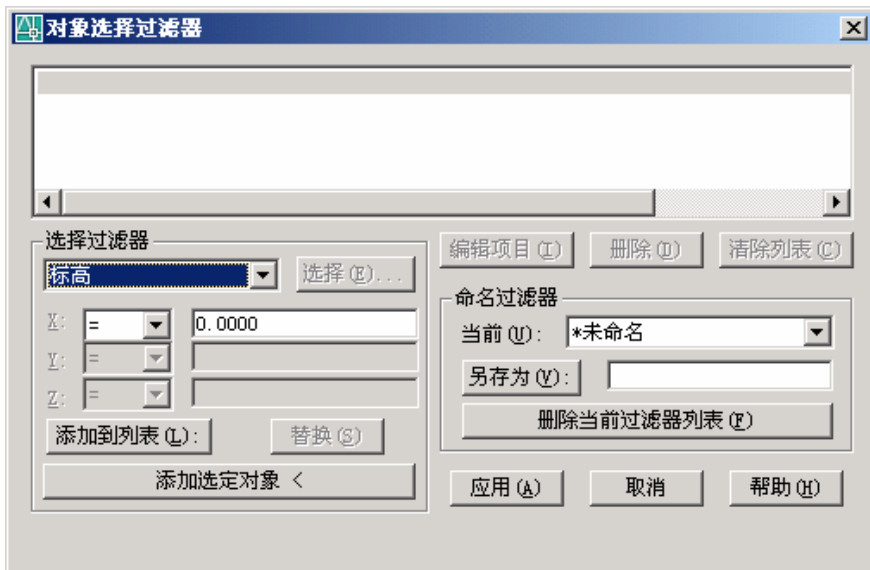 对象选择过滤器
选择过滤器
标高
选择(E)...
X: = 0.0000
Y: =
Z: =
添加到列表(L):
替换(S)
添加选定对象 <
编辑项目(I)
删除(D)
清除列表(C)
命名过滤器
当前(U): *未命名
另存为(V):
删除当前过滤器列表(F)
应用(A)
取消
帮助(H)